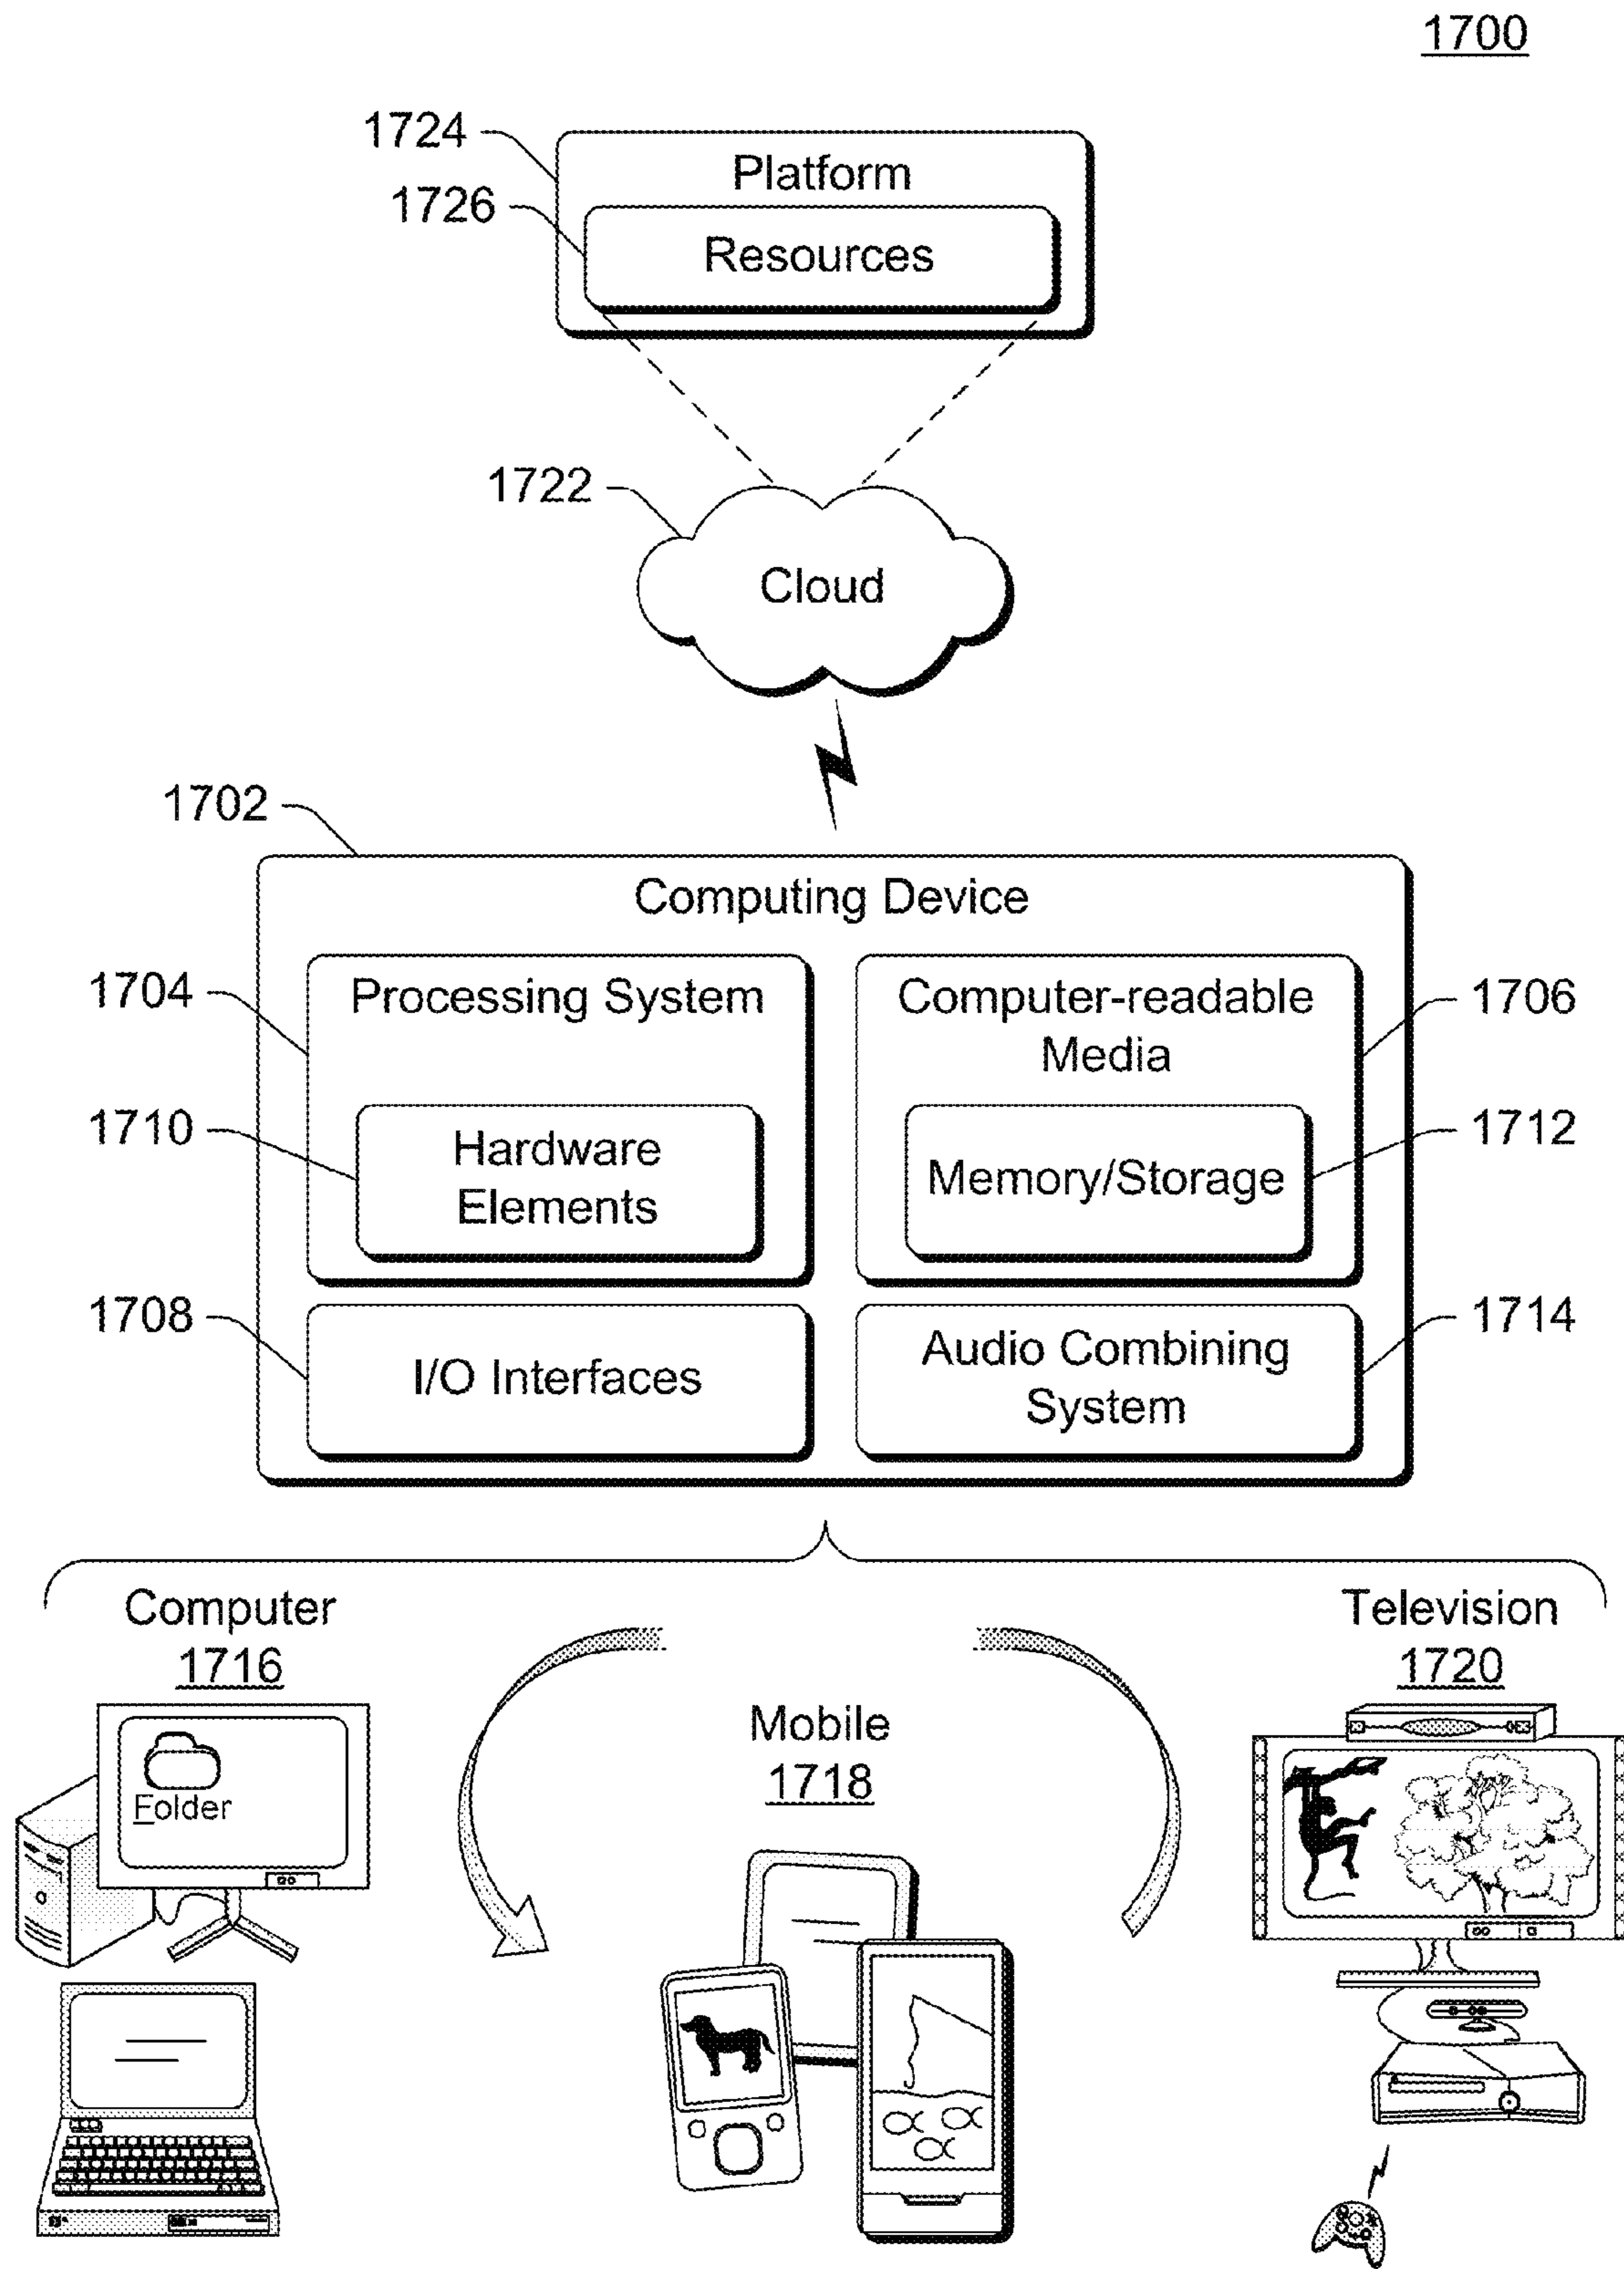 1700
1724
Platform
1726
Resources
1722
Cloud
1702
Computing Device
1704
Processing System
Computer-readable
Media
1706
1710
Hardware
Elements
Memory/Storage
1712
1708
I/O Interfaces
Audio Combining
System
1714
Computer
1716
Television
1720
Mobile
1718
Folder